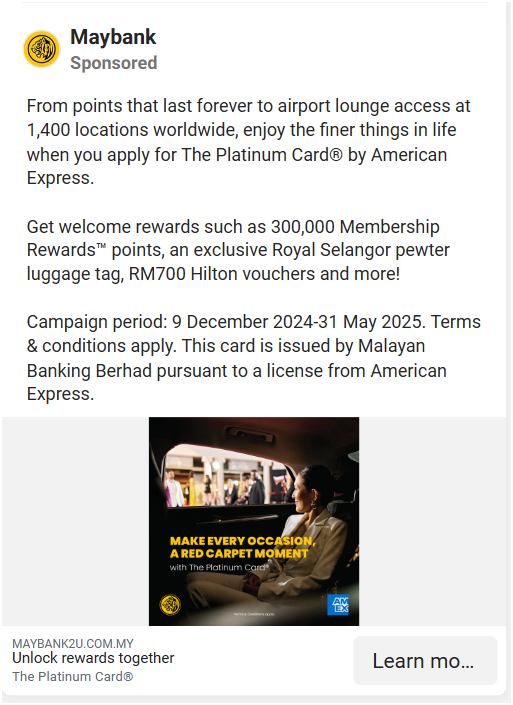 Maybank
Sponsored
From points that last forever to airport lounge access at
1,400 locations worldwide, enjoy the finer things in life
when you apply for The Platinum Card® by American
Express.
Get welcome rewards such as 300,000 Membership
Rewards™ points, an exclusive Royal Selangor pewter
luggage tag, RM700 Hilton vouchers and more!
Campaign period: 9 December 2024-31 May 2025. Terms
& conditions apply. This card is issued by Malayan
Banking Berhad pursuant to a license from American
Express.
MAKE EVERY OCCASION,
A RED CARPET MOMENT
with The Platinum Card®
AM
EX
Terms & Conditions apply.
MAYBANK2U.COM.MY
Unlock rewards together
The Platinum Card®
Learn mo...